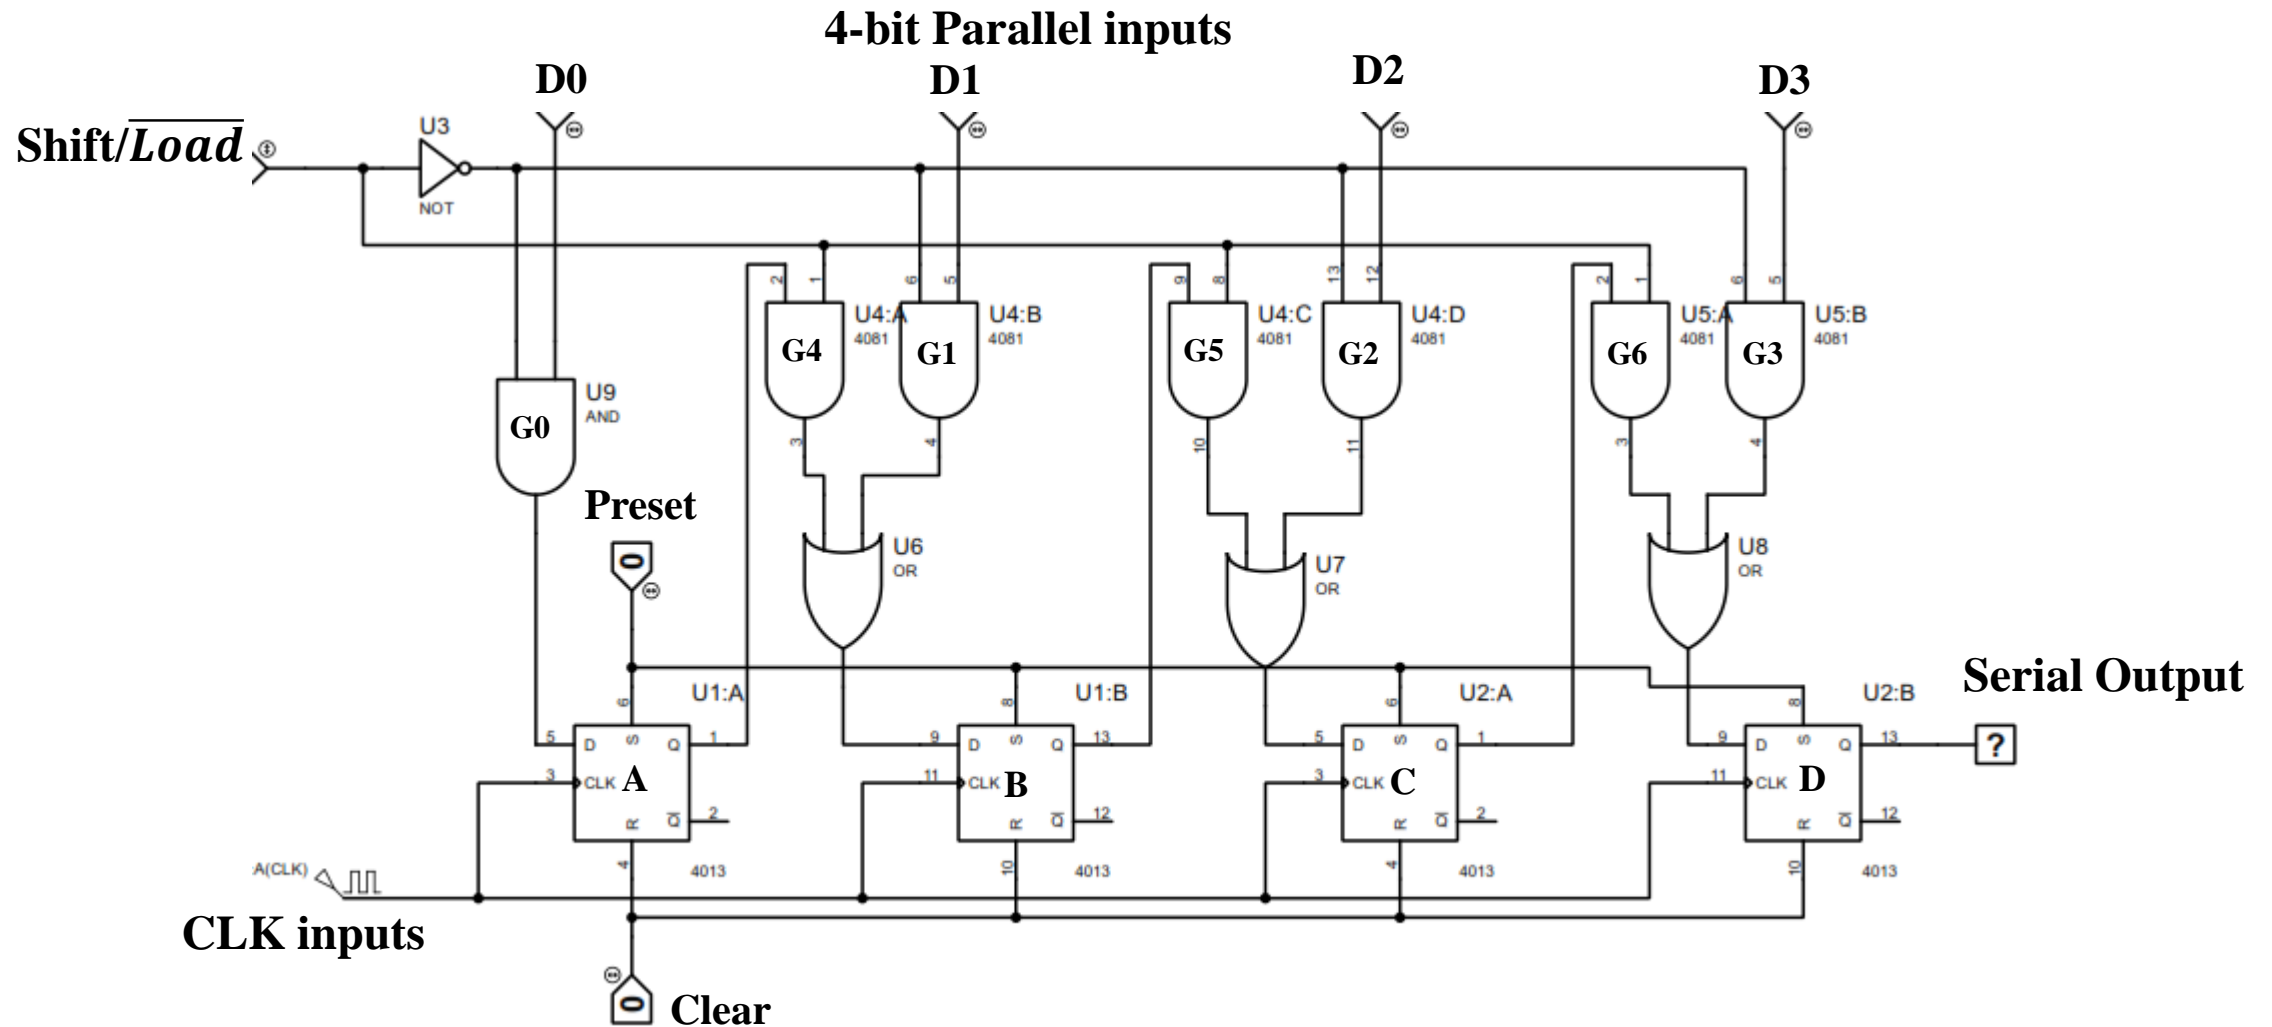 4-bit Parallel inputs
D0 D1 D2 D3
Shift/Load
U3
NOT
2 1 6 5 9 8 13 12 2 1 6 5
U4:A U4:B U4:C U4:D U5:A U5:B
4081 4081 4081 4081 4081 4081
G4 G1 G5 G2 G6 G3
U9
AND
G0
3 4 10 11 3 4
Preset
0
U6
OR
U7
OR
U8
OR
U1:A U1:B U2:A U2:B
Serial Output
6 8 6 8
5 D S Q 1 9 D S Q 13 5 D S Q 1 9 D S Q 13 ?
3 CLK A 11 CLK B 3 CLK C 11 CLK D
R Q 2 R Q 12 R Q 2 R Q 12
4 10 4 10
4013 4013 4013 4013
A(CLK)
CLK inputs
0
Clear